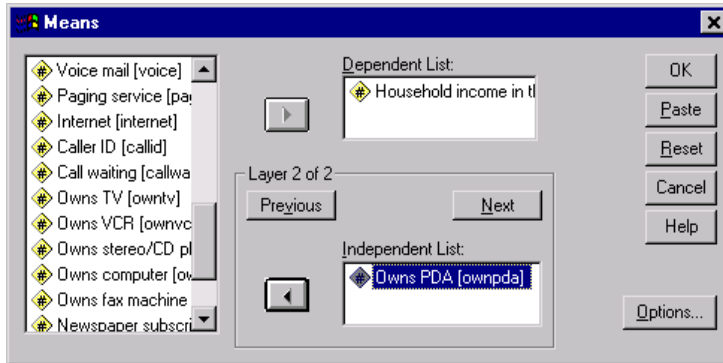 Means
Voice mail [voice]
Paging service [pa
Internet [internet]
Caller ID [callid]
Call waiting [callwa
Owns TV [owntv]
Owns VCR [ownvc
Owns stereo/CD pl
Owns computer [ow
Owns fax machine
Newspaper subscri
Dependent List:
Household income in t
Layer 2 of 2
Previous
Next
Independent List:
Owns PDA [ownpda]
OK
Paste
Reset
Cancel
Help
Options...